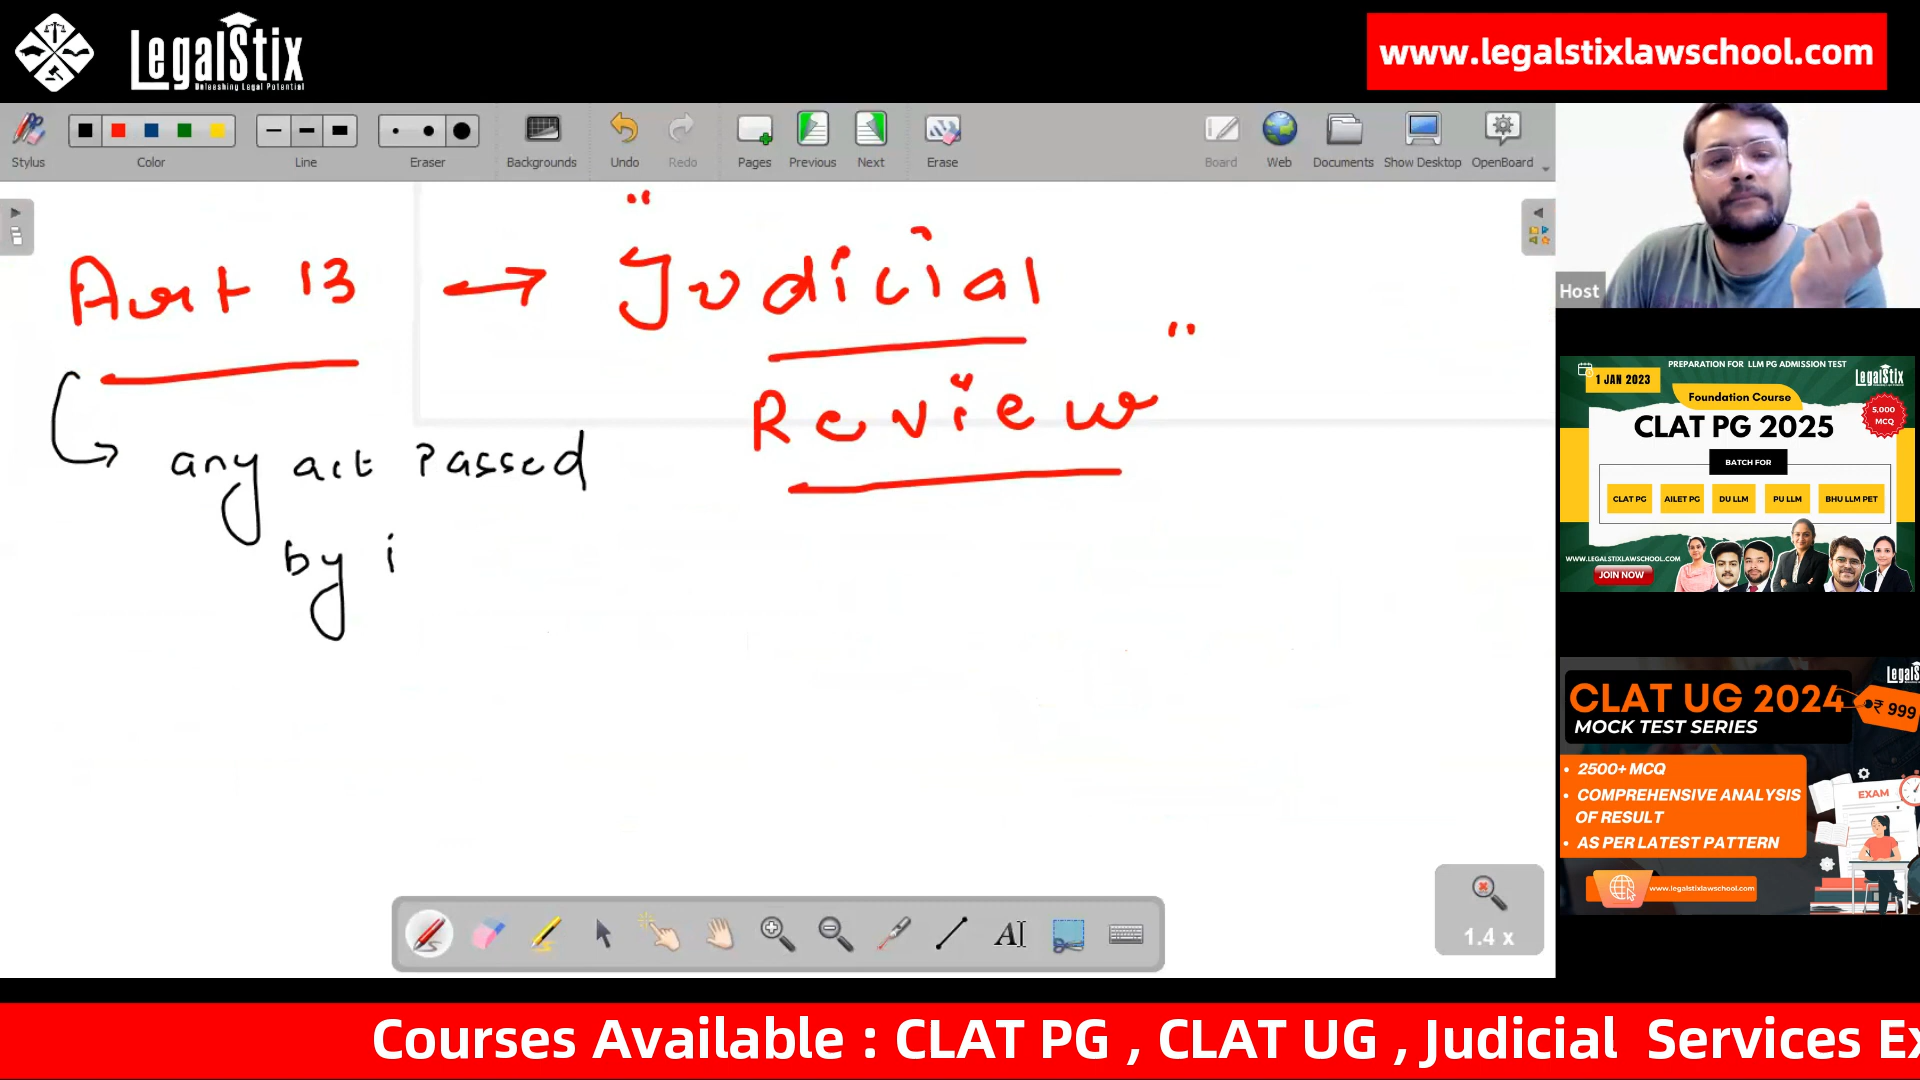 LegalStix
Unleashing Legal Potential
www.legalstixlawschool.com
Stylus
Color
Line
Eraser
Backgrounds
Undo
Redo
Pages
Previous
Next
Erase
Board
Web
Documents
Show Desktop
OpenBoard
Art 13 → "Judicial
Review"
any act passed
by i
1.4 x
Host
PREPARATION FOR LLM PG ADMISSION TEST
LegalStix
1 JAN 2023
Foundation Course
5,000
MCQ
CLAT PG 2025
BATCH FOR
CLAT PG
AILET PG
DU LLM
PU LLM
BHU LLM PET
WWW.LEGALSTIXLAWSCHOOL.COM
JOIN NOW
LegalS
CLAT UG 2024
₹ 999
MOCK TEST SERIES
• 2500+ MCQ
• COMPREHENSIVE ANALYSIS
OF RESULT
• AS PER LATEST PATTERN
EXAM
www.legalstixlawschool.com
Courses Available : CLAT PG , CLAT UG , Judicial Services Ex